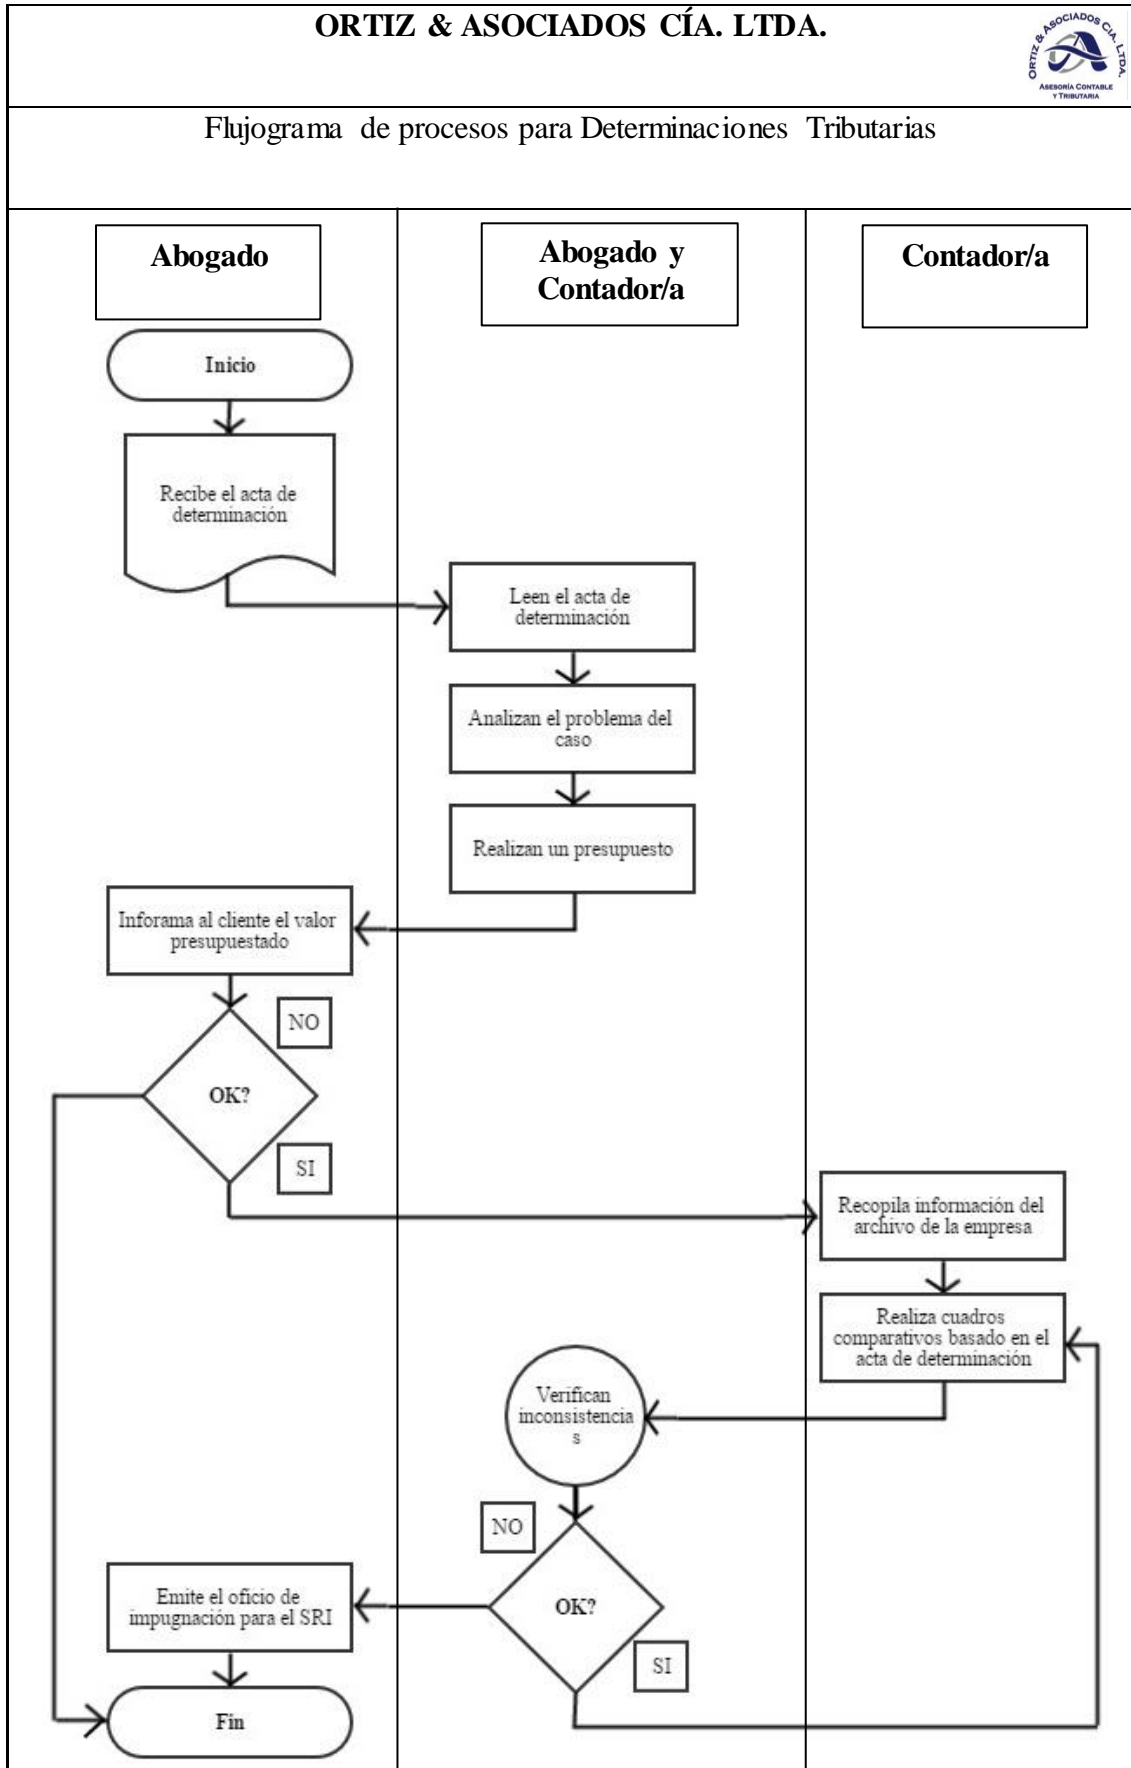 ORTIZ & ASOCIADOS CÍA. LTDA.
ORTIZ & ASOCIADOS CIA. LTDA.
ASESORÍA CONTABLE
Y TRIBUTARIA
Flujograma de procesos para Determinaciones Tributarias
Abogado
Abogado y
Contador/a
Contador/a
Inicio
Recibe el acta de
determinación
Leen el acta de
determinación
Analizan el problema del
caso
Realizan un presupuesto
Inforama al cliente el valor
presupuestado
NO
OK?
SI
Recopila información del
archivo de la empresa
Realiza cuadros
comparativos basado en el
acta de determinación
Verifican
inconsistencia
s
NO
OK?
SI
Emite el oficio de
impugnación para el SRI
Fin